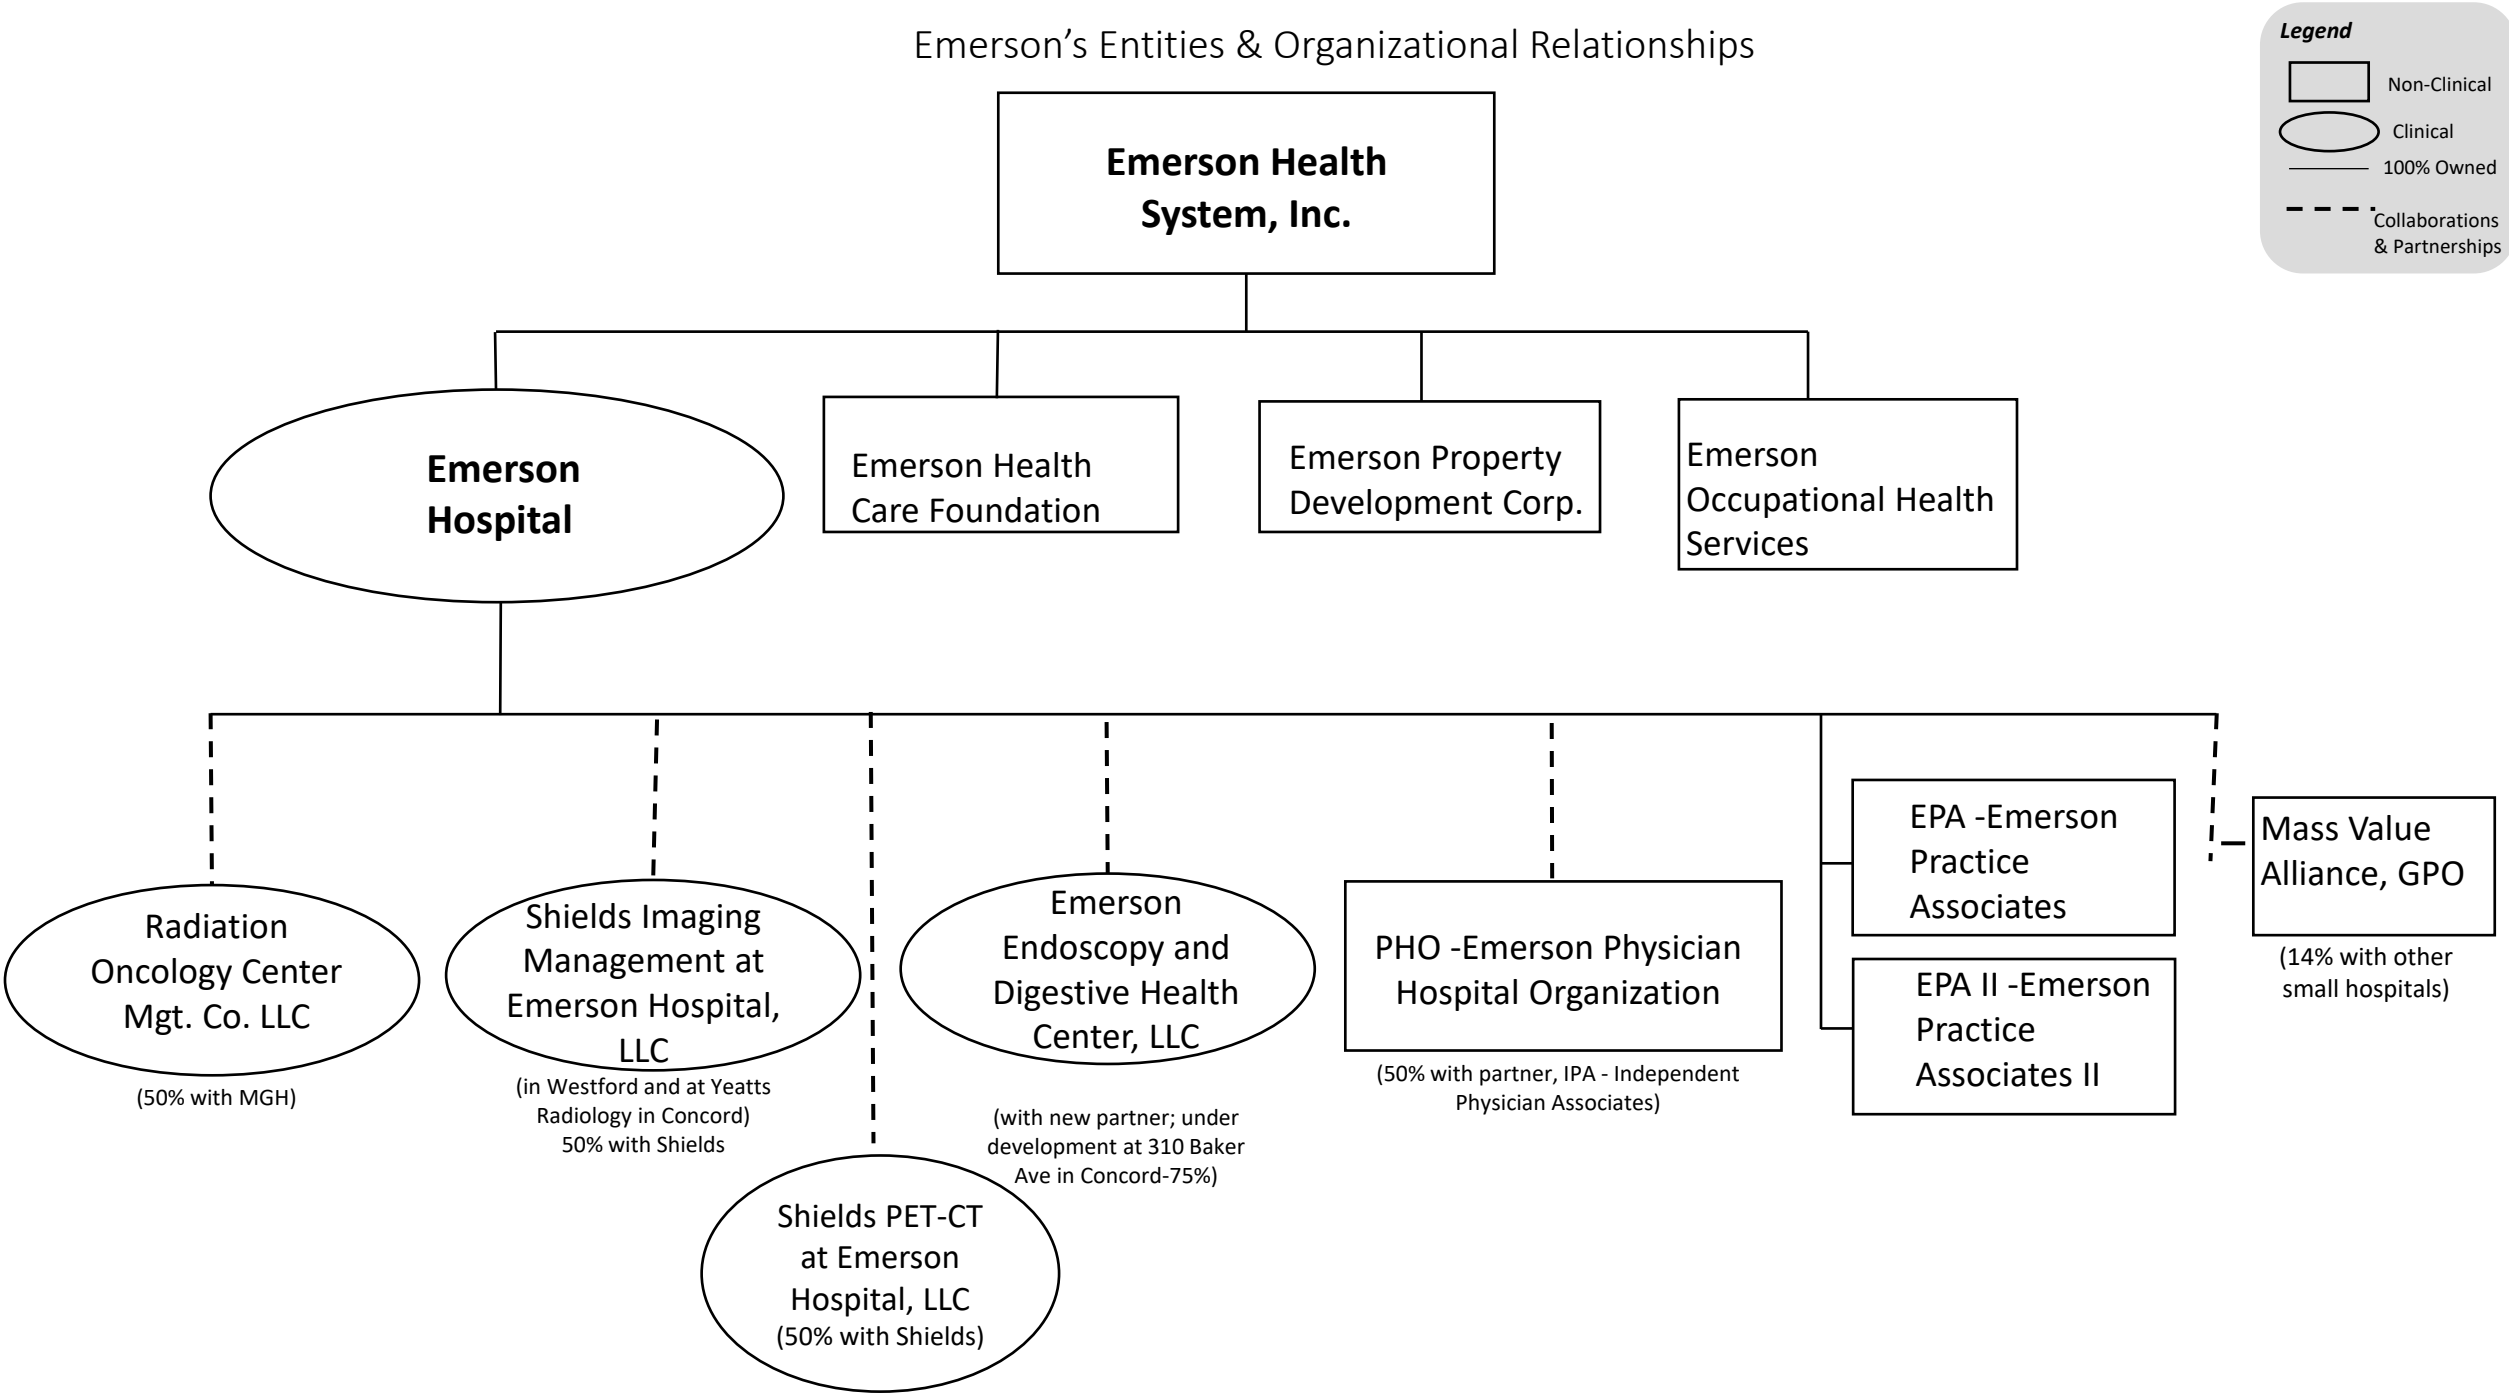 Emerson’s Entities & Organizational Relationships
Legend
Non-Clinical
Clinical
100% Owned
Collaborations
& Partnerships
Emerson Health
System, Inc.
Emerson
Hospital
Emerson Health
Care Foundation
Emerson Property
Development Corp.
Emerson
Occupational Health
Services
Radiation
Oncology Center
Mgt. Co. LLC
(50% with MGH)
Shields Imaging
Management at
Emerson Hospital,
LLC
(in Westford and at Yeatts
Radiology in Concord)
50% with Shields
Shields PET-CT
at Emerson
Hospital, LLC
(50% with Shields)
Emerson
Endoscopy and
Digestive Health
Center, LLC
(with new partner; under
development at 310 Baker
Ave in Concord-75%)
PHO -Emerson Physician
Hospital Organization
(50% with partner, IPA - Independent
Physician Associates)
EPA -Emerson
Practice
Associates
EPA II -Emerson
Practice
Associates II
Mass Value
Alliance, GPO
(14% with other
small hospitals)